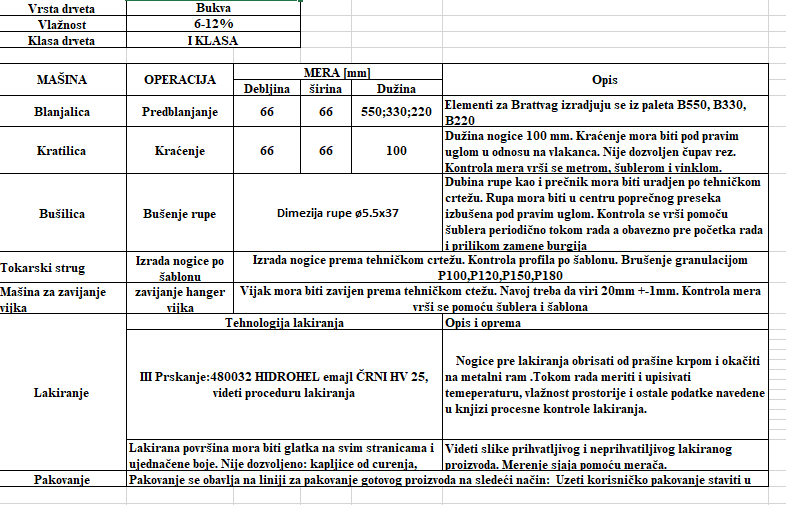 Vrsta drveta Bukva
Vlažnost 6-12%
Klasa drveta I KLASA
MAŠINA OPERACIJA MERA [mm] Opis
Debljina širina Dužina
Blanjalica Predblanjanje 66 66 550;330;220 Elementi za Brattvag izradjuju se iz paleta B550, B330,
B220
Kratilica Kraćenje 66 66 100 Dužina nogice 100 mm. Kraćenje mora biti pod pravim
uglom u odnosu na vlakanca. Nije dozvoljen čupav rez.
Kontrola mera vrši se metrom, šublerom i vinklom.
Bušilica Bušenje rupe Dimezija rupe ø5.5x37 Dubina rupe kao i prečnik mora biti uradjen po tehničkom
crtežu. Rupa mora biti u centru poprečnog preseka
izbušena pod pravim uglom. Kontrola se vrši pomoču
šublera periodično tokom rada a obavezno pre početka rada
i prilikom zamene burgija
Tokarski strug Izrada nogice po
šablonu Izrada nogice prema tehničkom crtežu. Kontrola profila po šablonu. Brušenje granulacijom
P100,P120,P150,P180
Mašina za zavijanje
vijka zavijanje hanger
vijka Vijak mora biti zavijen prema tehničkom ctežu. Navoj treba da viri 20mm +-1mm. Kontrola mera
vrši se pomoću šublera i šablona
Lakiranje Tehnologija lakiranja Opis i oprema
III Prskanje:480032 HIDROHEL emajl ČRNI HV 25,
videti proceduru lakiranja
Nogice pre lakiranja obrisati od prašine krpom i okačiti
na metalni ram .Tokom rada meriti i upisivati
temeperaturu, vlažnost prostorije i ostale podatke navedene
u knjizi procesne kontrole lakiranja.
Lakirana površina mora biti glatka na svim stranicama i
ujednačene boje. Nije dozvoljeno: kapljice od curenja,
Videti slike prihvatljivog i neprihvatiljivog lakiranog
proizvoda. Merenje sjaja pomoću merača.
Pakovanje Pakovanje se obavlja na liniji za pakovanje gotovog proizvoda na sledeći način: Uzeti korisničko pakovanje staviti u